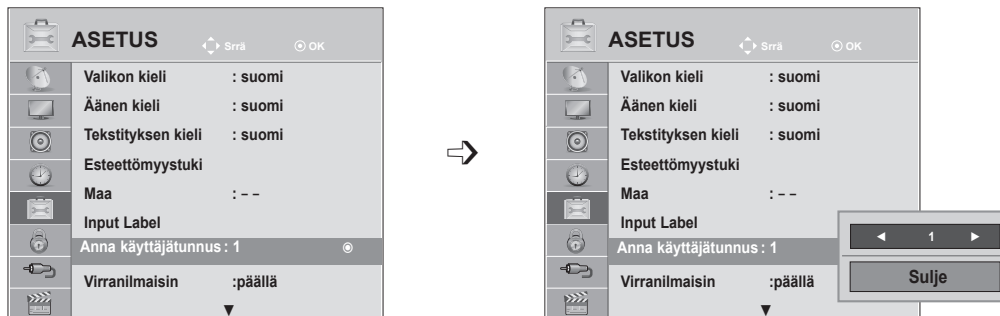 ASETUS Srrä OK
Valikon kieli : suomi
Äänen kieli : suomi
Tekstityksen kieli : suomi
Esteettömyystuki
Maa : – –
Input Label
Anna käyttäjätunnus : 1
Virranilmaisin :päällä
ASETUS Srrä OK
Valikon kieli : suomi
Äänen kieli : suomi
Tekstityksen kieli : suomi
Esteettömyystuki
Maa : – –
Input Label
Anna käyttäjätunnus : 1
Virranilmaisin :päällä
◄ 1 ►
Sulje